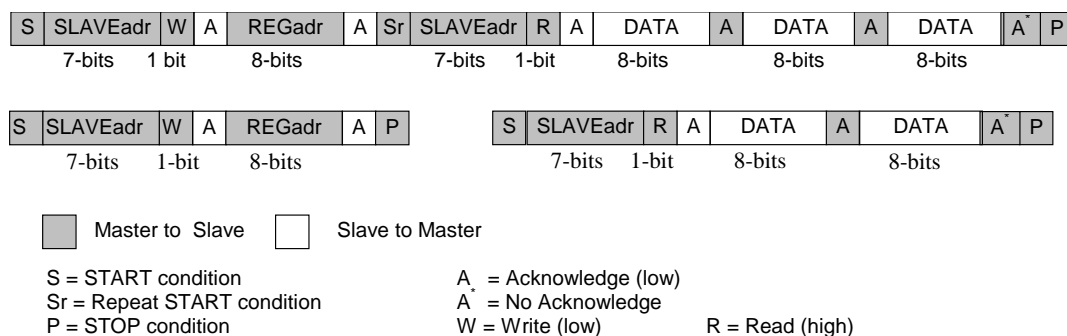 S SLAVEadr W A REGadr A Sr SLAVEadr R A DATA A DATA A DATA A* P
7-bits 1 bit 8-bits 7-bits 1-bit 8-bits 8-bits 8-bits
S SLAVEadr W A REGadr A P
7-bits 1-bit 8-bits
S SLAVEadr R A DATA A DATA A* P
7-bits 1-bit 8-bits 8-bits
Master to Slave
Slave to Master
S = START condition
Sr = Repeat START condition
P = STOP condition
A = Acknowledge (low)
A* = No Acknowledge
W = Write (low) R = Read (high)